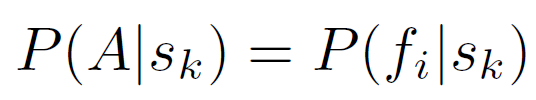 P(A|s_k) = P(f_i|s_k)